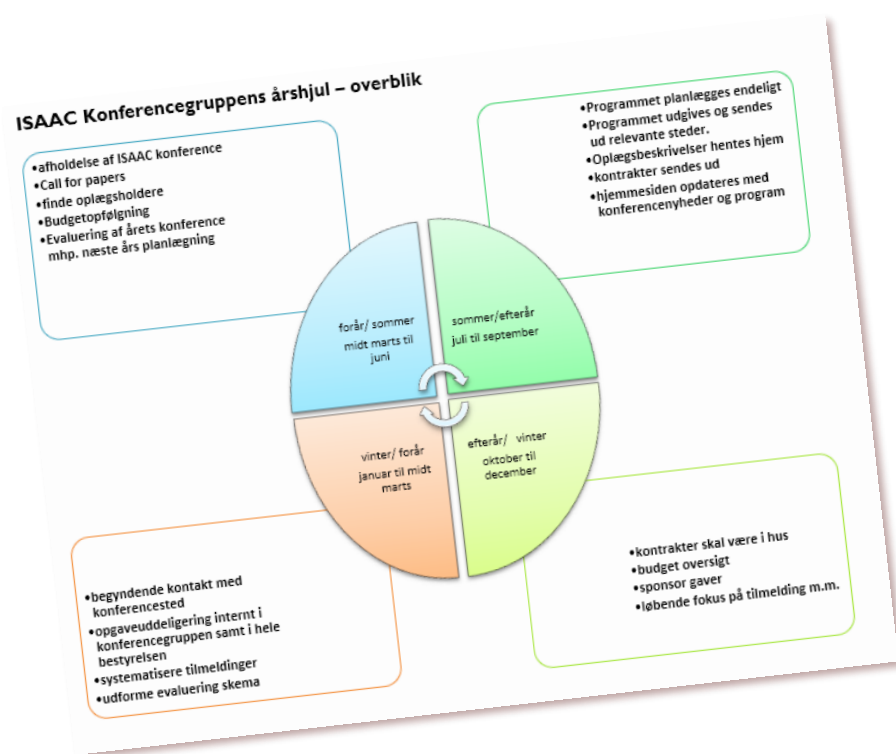 ISAAC Konferencegruppens årshjul – overblik
•afholdelse af ISAAC konference
•Call for papers
•finde oplægsholdere
•Budgetopfølgning
•Evaluering af årets konference
mhp. næste års planlægning
•Programmet planlægges endeligt
•Programmet udgives og sendes
ud relevante steder.
•Oplægsbeskrivelser hentes hjem
•kontrakter sendes ud
•hjemmesiden opdateres med
konferencenyheder og program
forår/ sommer
midt marts til
juni
sommer/efterår
juli til september
vinter/ forår
januar til midt
marts
efterår/ vinter
oktober til
december
•begyndende kontakt med
konferencested
•opgaveuddeligering internt i
konferencegruppen samt i hele
bestyrelsen
•systematisere tilmeldinger
•udforme evaluering skema
•kontrakter skal være i hus
•budget oversigt
•sponsor gaver
•løbende fokus på tilmelding m.m.